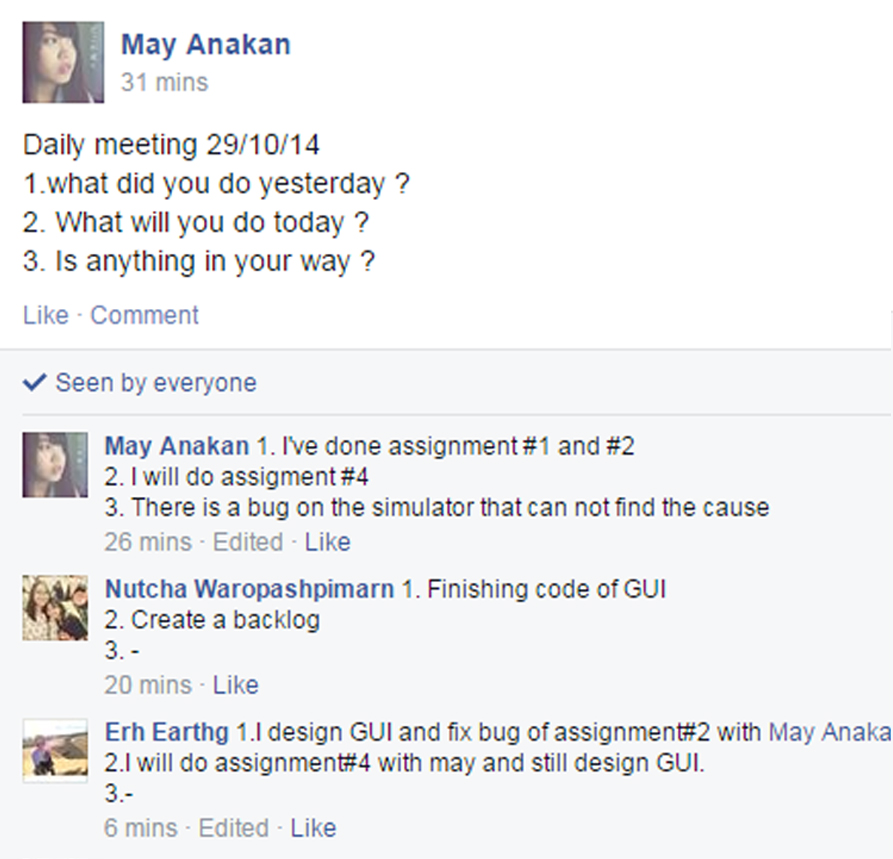 May Anakan
31 mins
Daily meeting 29/10/14
1.what did you do yesterday ?
2. What will you do today ?
3. Is anything in your way ?
Like · Comment
Seen by everyone
May Anakan 1. I've done assignment #1 and #2
2. I will do assigment #4
3. There is a bug on the simulator that can not find the cause
26 mins · Edited · Like
Nutcha Waropashpimarn 1. Finishing code of GUI
2. Create a backlog
3. -
20 mins · Like
Erh Earthg 1.I design GUI and fix bug of assignment#2 with May Anaka
2.I will do assignment#4 with may and still design GUI.
3.-
6 mins · Edited · Like